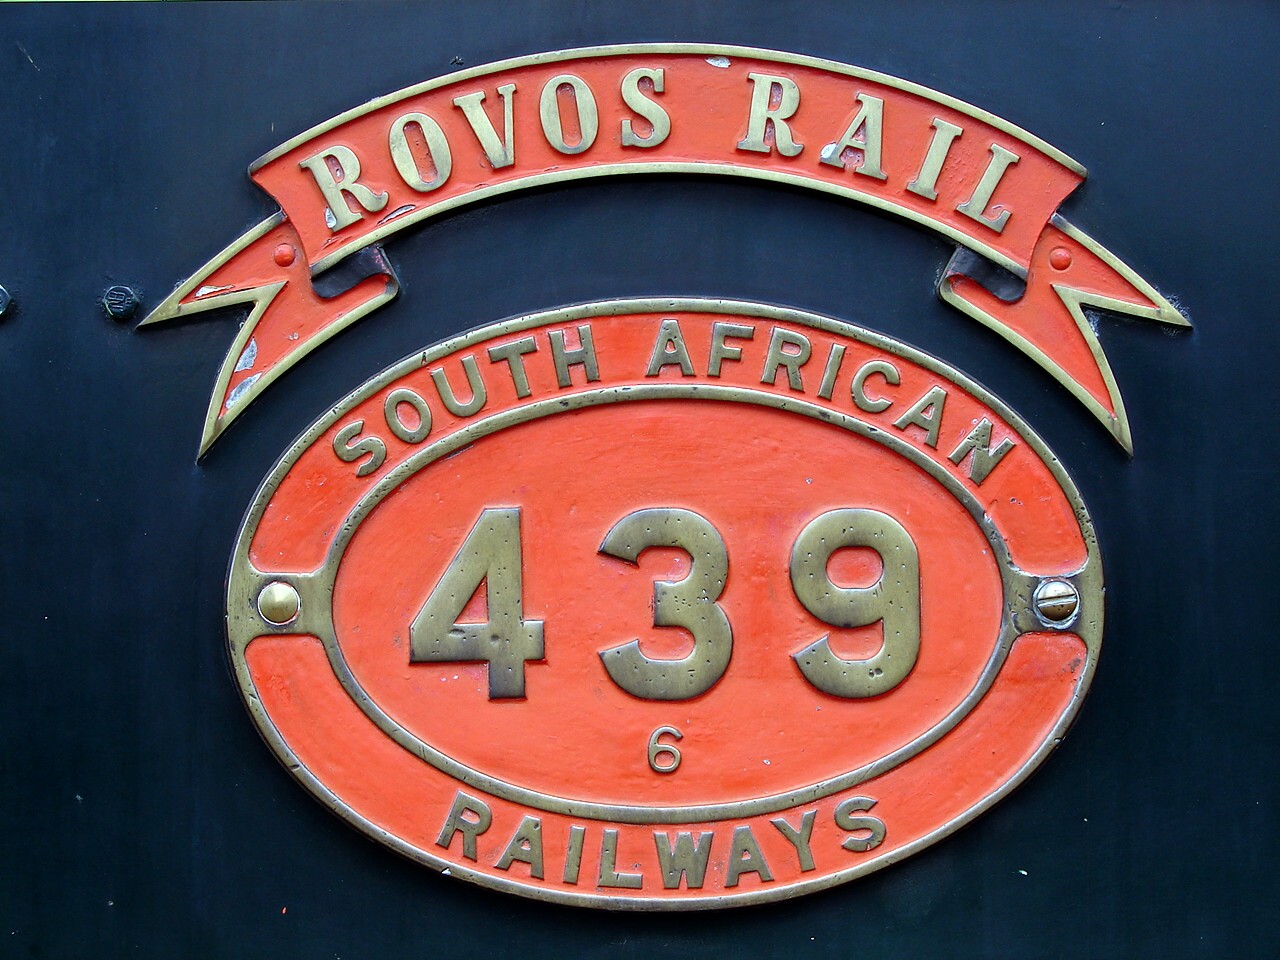 ROVOS RAIL
SOUTH AFRICAN
439
6
RAILWAYS